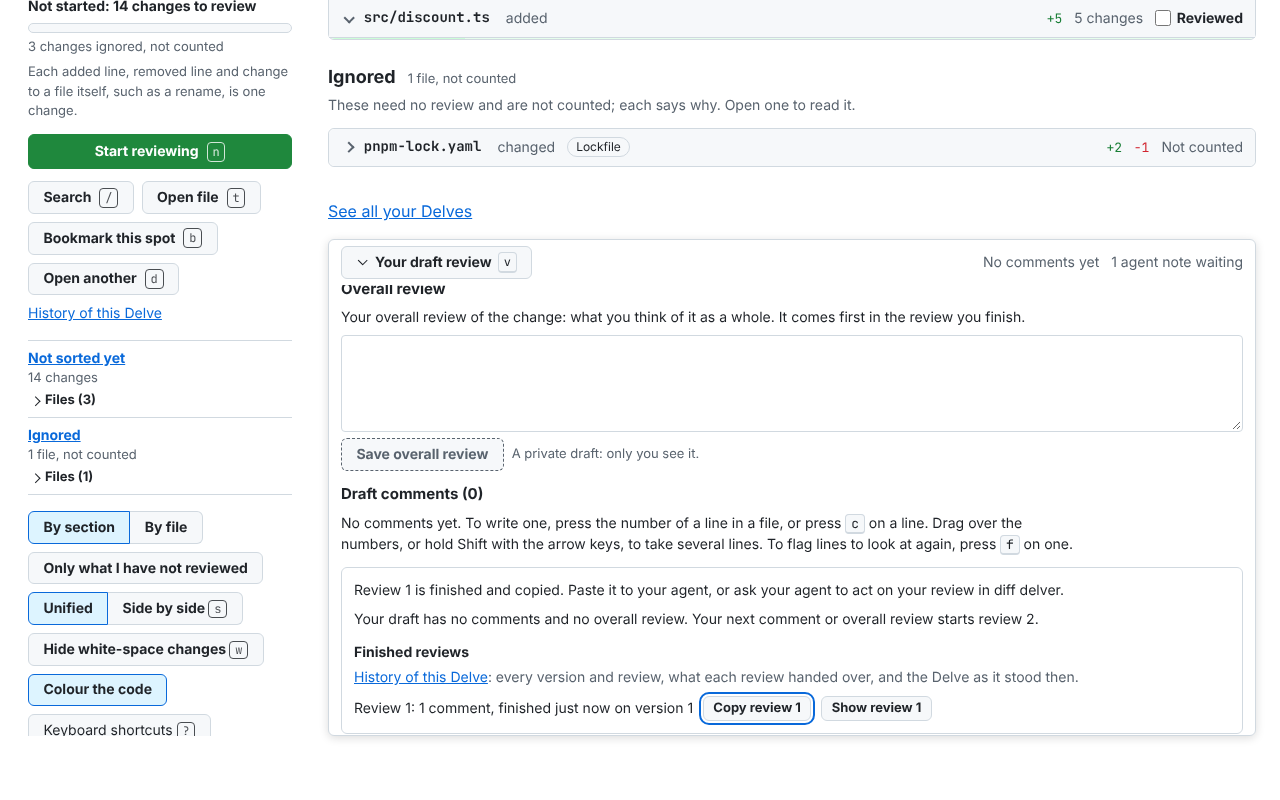 Not started: 14 changes to review
3 changes ignored, not counted
Each added line, removed line and change
to a file itself, such as a rename, is one
change.
Start reviewing n
Search / Open file t
Bookmark this spot b
Open another d
History of this Delve
Not sorted yet
14 changes
Files (3)
Ignored
1 file, not counted
Files (1)
By section By file
Only what I have not reviewed
Unified Side by side s
Hide white-space changes w
Colour the code
Keyboard shortcuts ?
src/discount.ts added +5 5 changes Reviewed
Ignored 1 file, not counted
These need no review and are not counted; each says why. Open one to read it.
pnpm-lock.yaml changed Lockfile +2 -1 Not counted
See all your Delves
Your draft review v No comments yet 1 agent note waiting
Overall review
Your overall review of the change: what you think of it as a whole. It comes first in the review you finish.
Save overall review A private draft: only you see it.
Draft comments (0)
No comments yet. To write one, press the number of a line in a file, or press c on a line. Drag over the
numbers, or hold Shift with the arrow keys, to take several lines. To flag lines to look at again, press f on one.
Review 1 is finished and copied. Paste it to your agent, or ask your agent to act on your review in diff delver.
Your draft has no comments and no overall review. Your next comment or overall review starts review 2.
Finished reviews
History of this Delve: every version and review, what each review handed over, and the Delve as it stood then.
Review 1: 1 comment, finished just now on version 1 Copy review 1 Show review 1